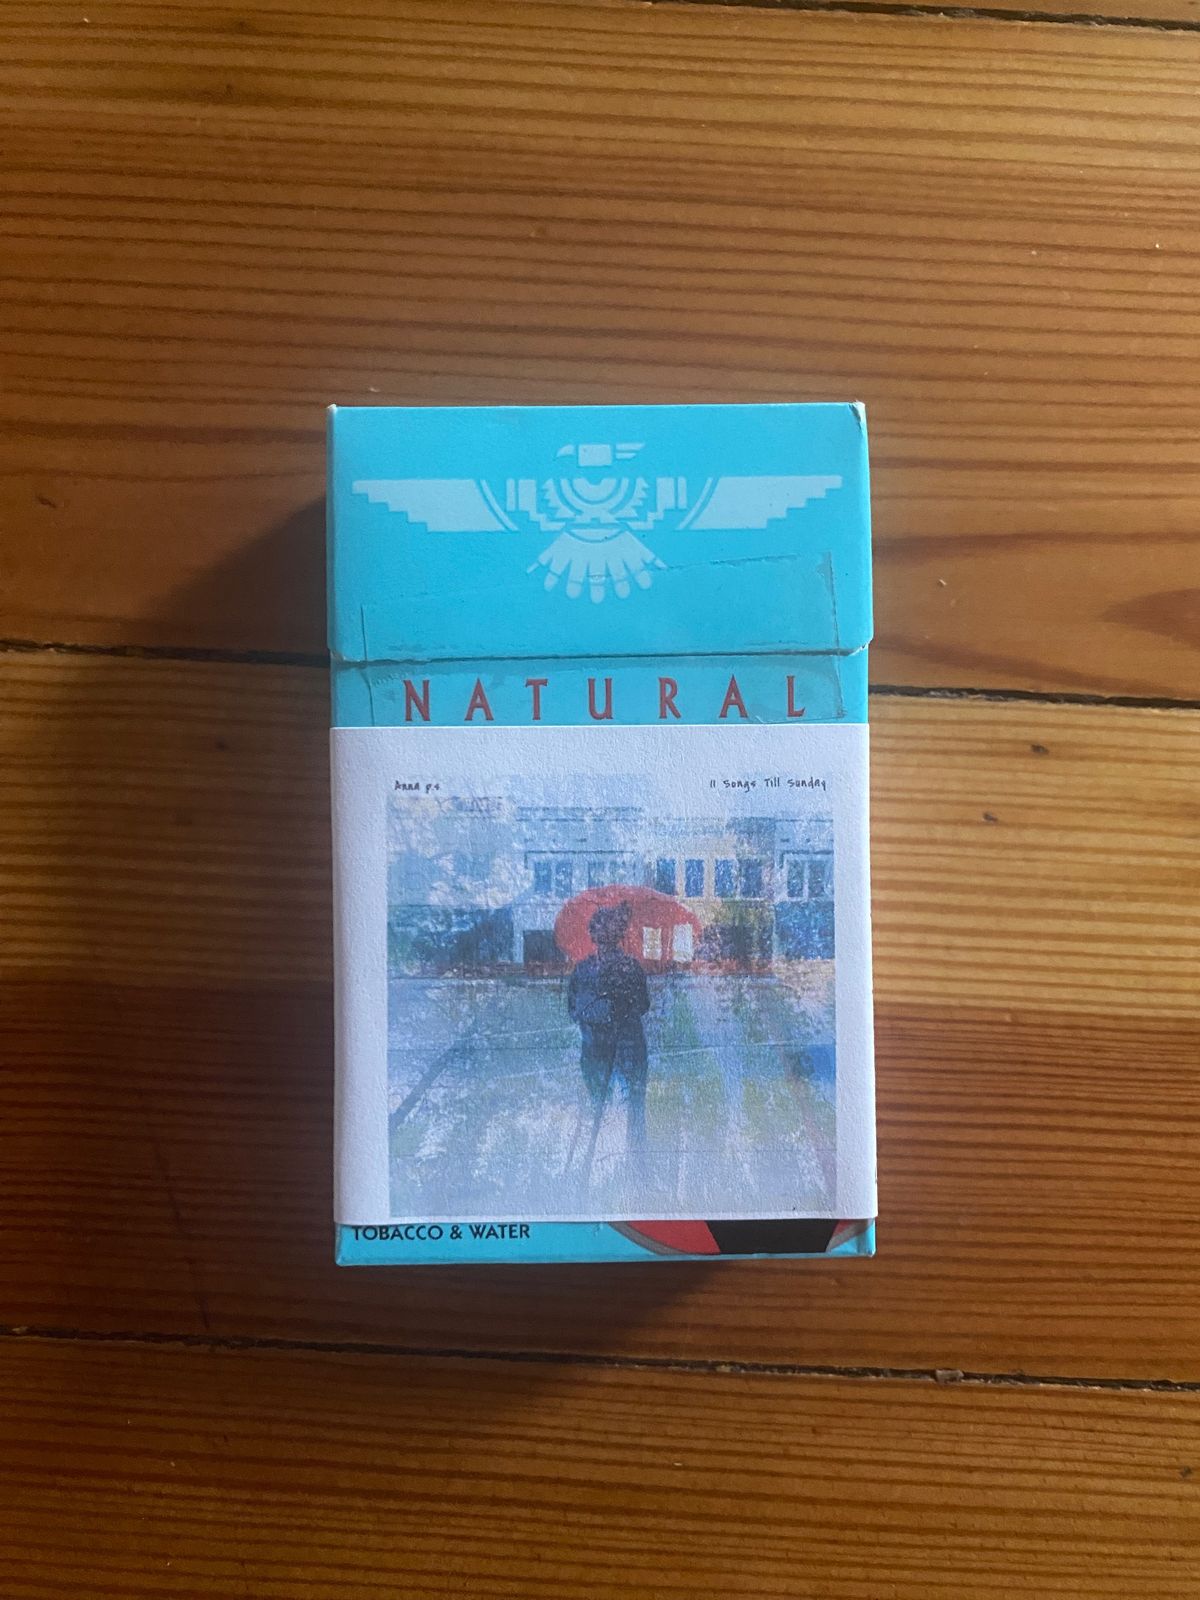 NATURAL
Anna p.s 11 Songs Till Sunday
TOBACCO & WATER